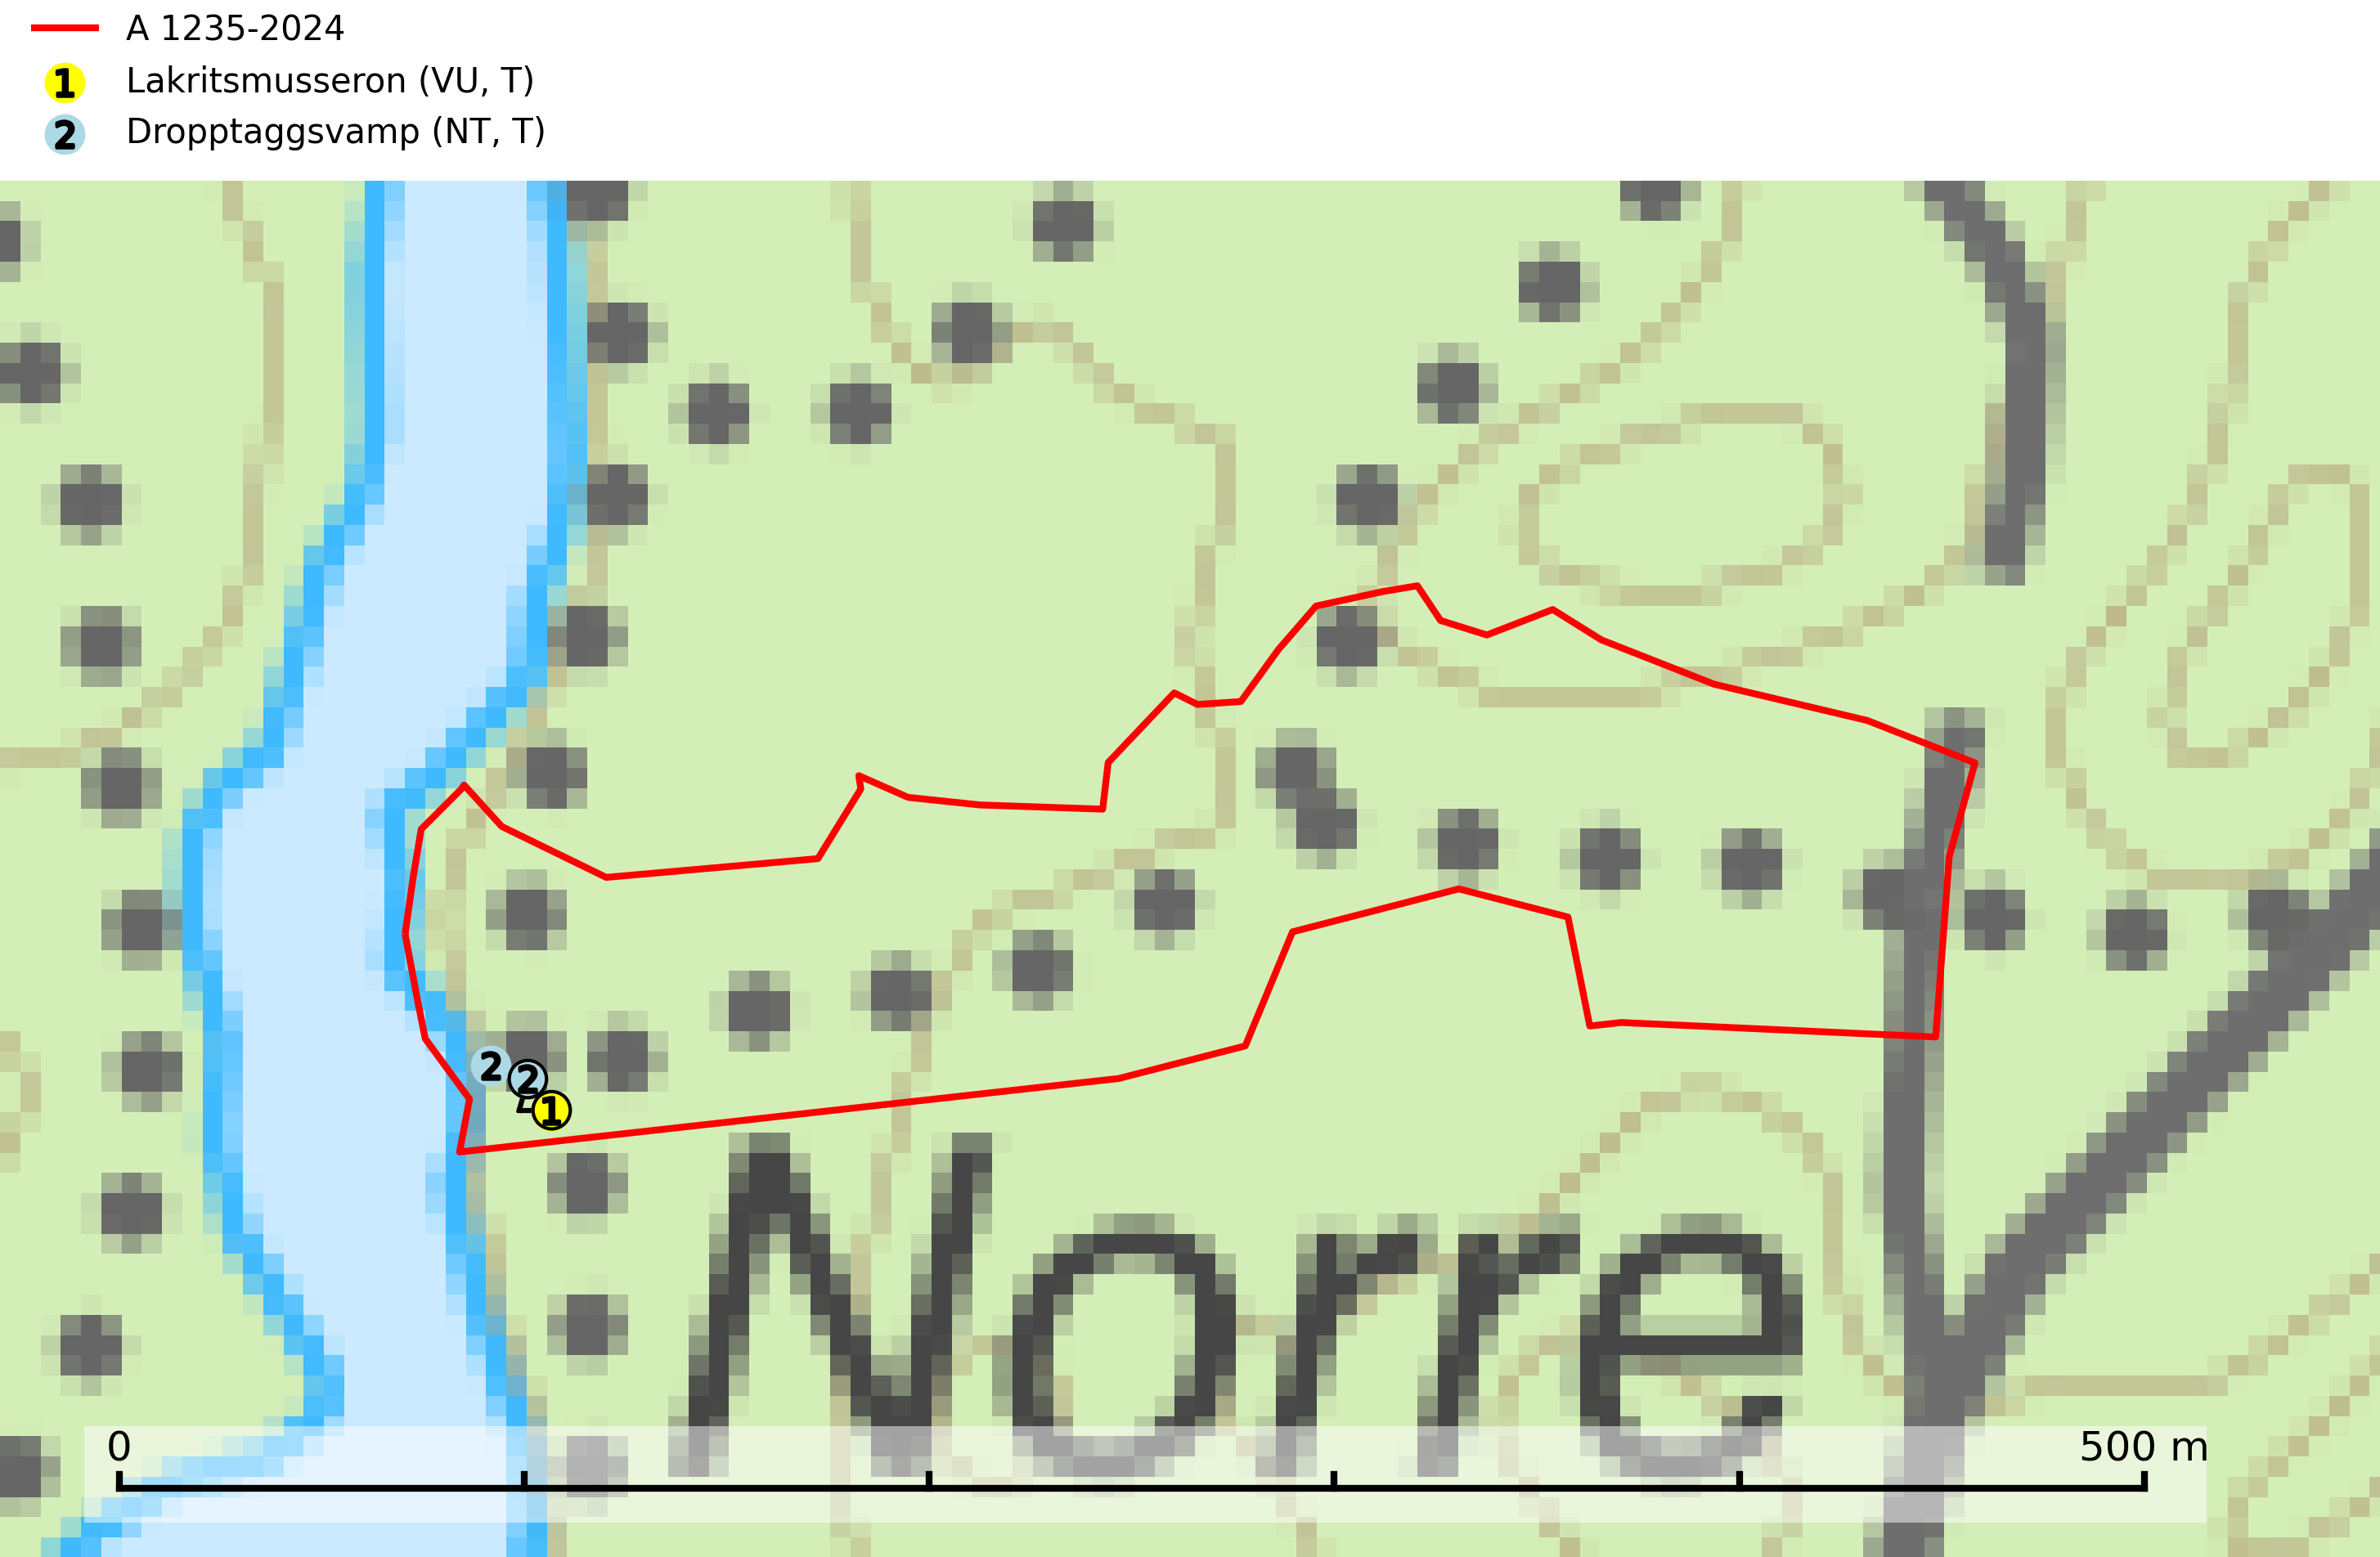 A 1235-2024
1 Lakritsmusseron (VU, T)
2 Dropptaggsvamp (NT, T)
2
2
1
Norre
0 500 m